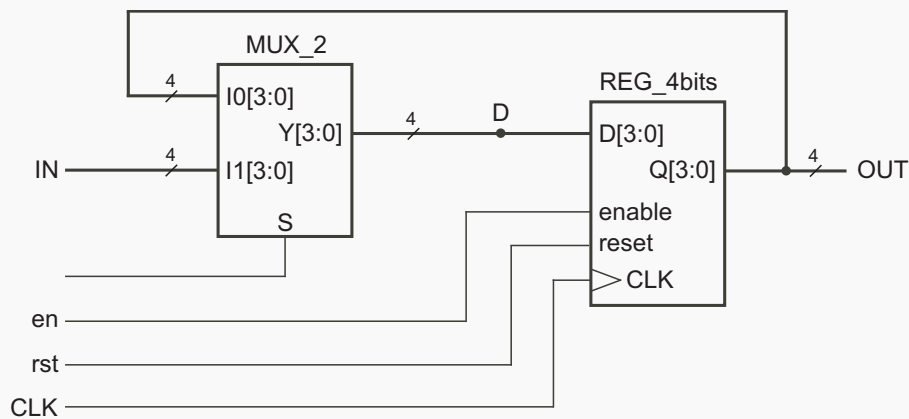 MUX_2
REG_4bits
4
I0[3:0]
4
D
Y[3:0]
D[3:0]
IN
4
I1[3:0]
Q[3:0]
4
OUT
S
enable
reset
CLK
en
rst
CLK